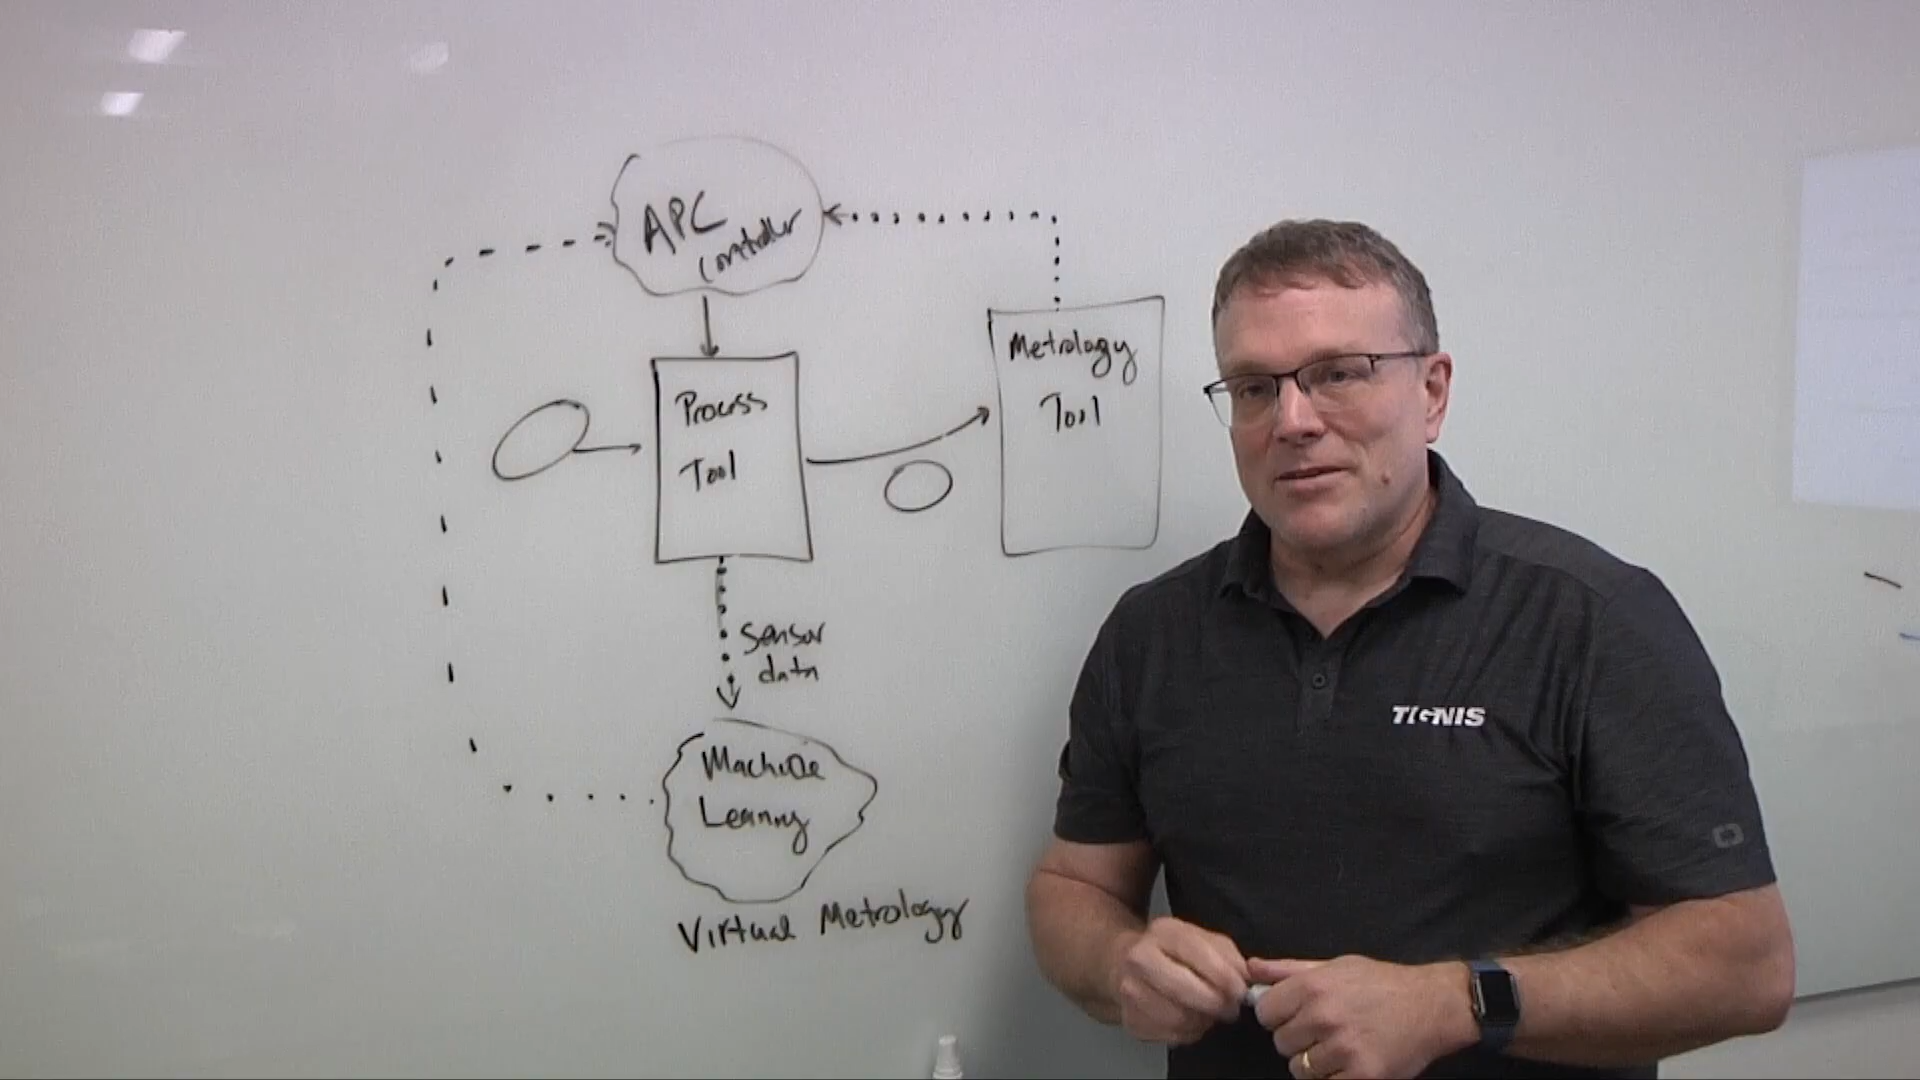 APC
controller
Metrology
Tool
Process
Tool
Sensor
data
TIGNIS
Machine
Learning
Virtual Metrology